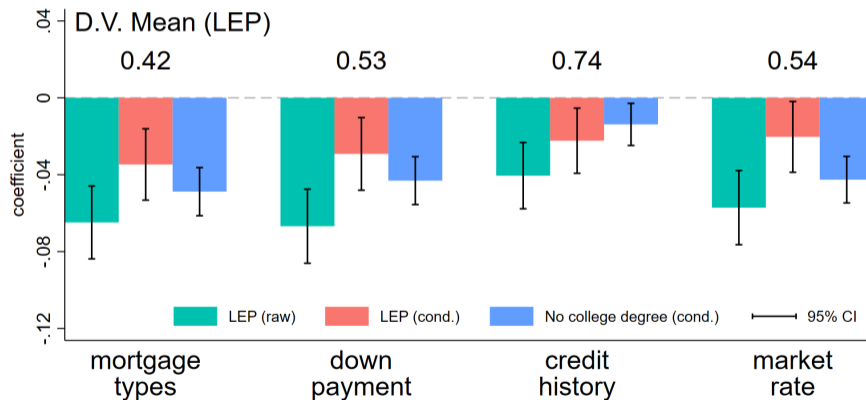 D.V. Mean (LEP)
0.42 0.53 0.74 0.54
.04
0
-.04
-.08
-.12
coefficient
LEP (raw) LEP (cond.) No college degree (cond.) 95% CI
mortgage types
down payment
credit history
market rate